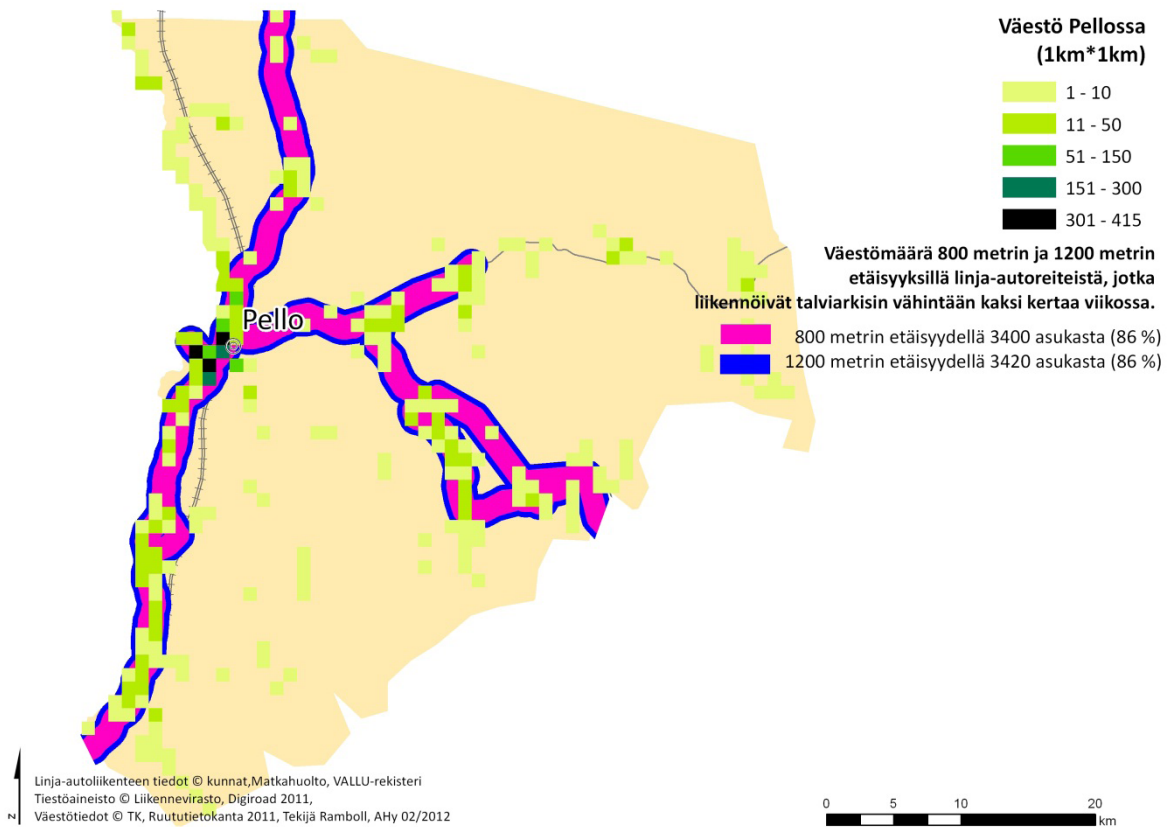 Väestö Pellossa
(1km*1km)
1 - 10
11 - 50
51 - 150
151 - 300
301 - 415
Väestömäärä 800 metrin ja 1200 metrin
etäisyyksillä linja-autoreiteistä, jotka
liikennöivät talviarkisin vähintään kaksi kertaa viikossa.
800 metrin etäisyydellä 3400 asukasta (86 %)
1200 metrin etäisyydellä 3420 asukasta (86 %)
Pello
Linja-autoliikenteen tiedot © kunnat,Matkahuolto, VALLU-rekisteri
Tiestöaineisto © Liikennevirasto, Digiroad 2011,
Väestötiedot © TK, Ruututietokanta 2011, Tekijä Ramboll, AHy 02/2012
N
0 5 10 20
km